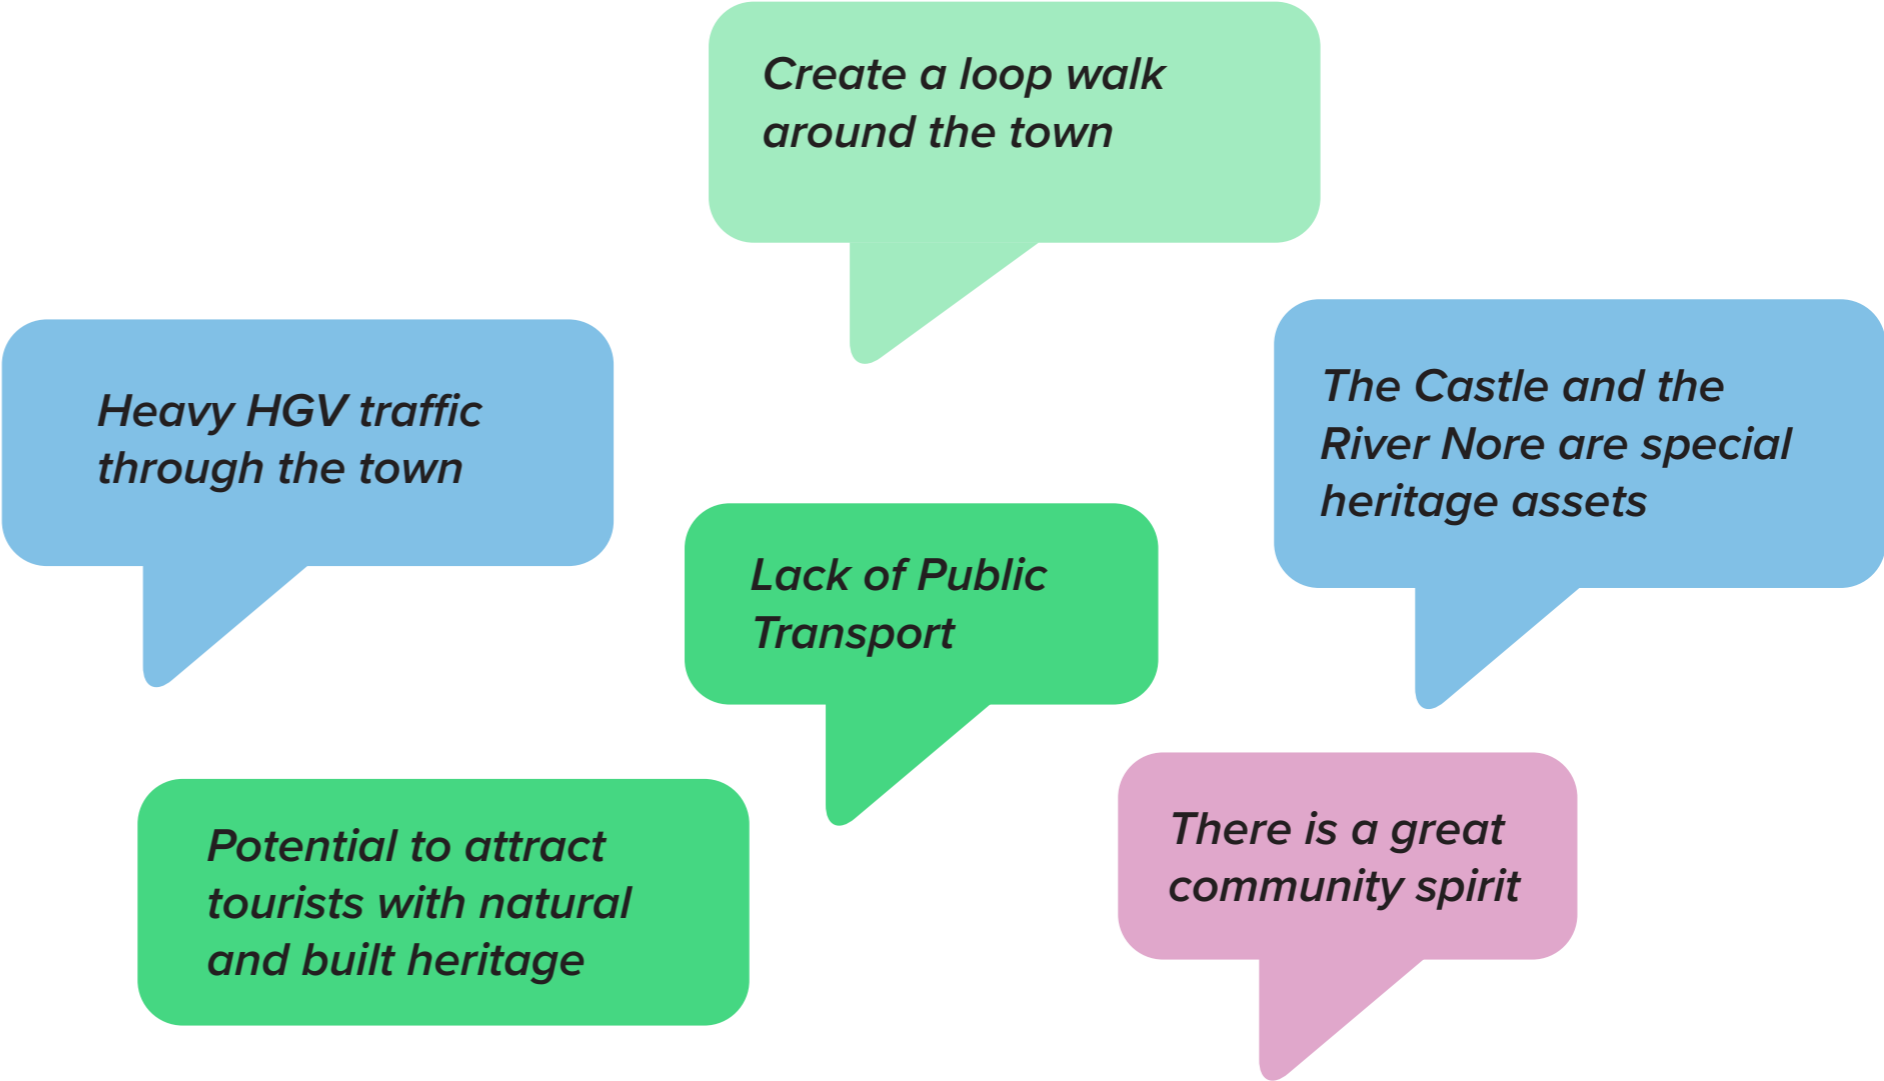 Create a loop walk
around the town
Heavy HGV traffic
through the town
The Castle and the
River Nore are special
heritage assets
Lack of Public
Transport
Potential to attract
tourists with natural
and built heritage
There is a great
community spirit